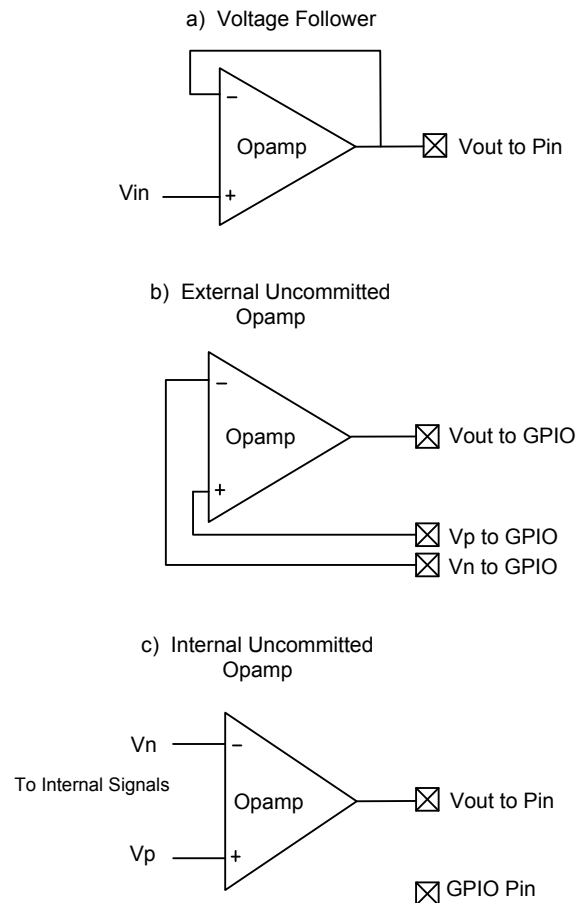 a) Voltage Follower
−
Opamp
Vout to Pin
Vin
+
b) External Uncommitted
Opamp
−
Opamp
Vout to GPIO
+
Vp to GPIO
Vn to GPIO
c) Internal Uncommitted
Opamp
Vn
−
To Internal Signals
Opamp
Vout to Pin
Vp
+
GPIO Pin